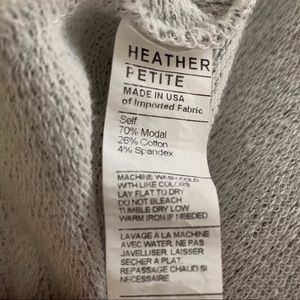 HEATHER
PETITE
MADE IN USA
of Imported Fabric
Self
70% Modal
26% Cotton
4% Spandex
MACHINE WASH COLD
WITH LIKE COLORS
LAY FLAT TO DRY
DO NOT BLEACH
TUMBLE DRY LOW
WARM IRON IF NEEDED
LAVAGE A LA MACHINE
AVEC WATER. NE PAS
JAVELLISER. LAISSER
SECHER A PLAT.
REPASSAGE CHAUD SI
NECESSAIRE